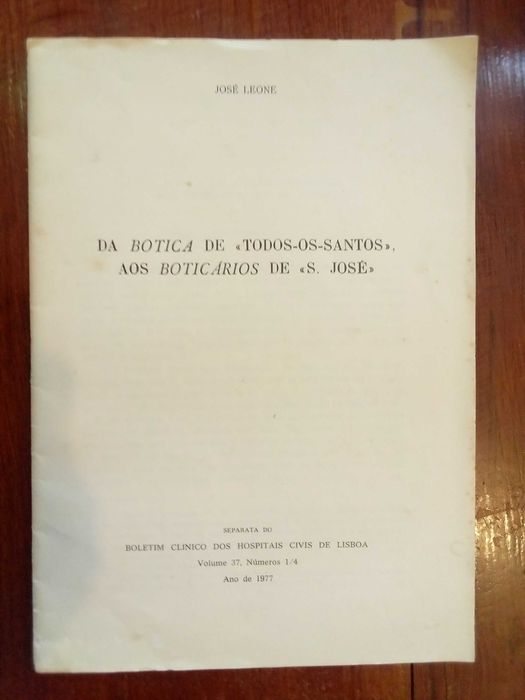 JOSÉ LEONE
DA BOTICA DE «TODOS-OS-SANTOS»,
AOS BOTICÁRIOS DE «S. JOSÉ»
SEPARATA DO
BOLETIM CLINICO DOS HOSPITAIS CIVIS DE LISBOA
Volume 37, Números 1/4
Ano de 1977